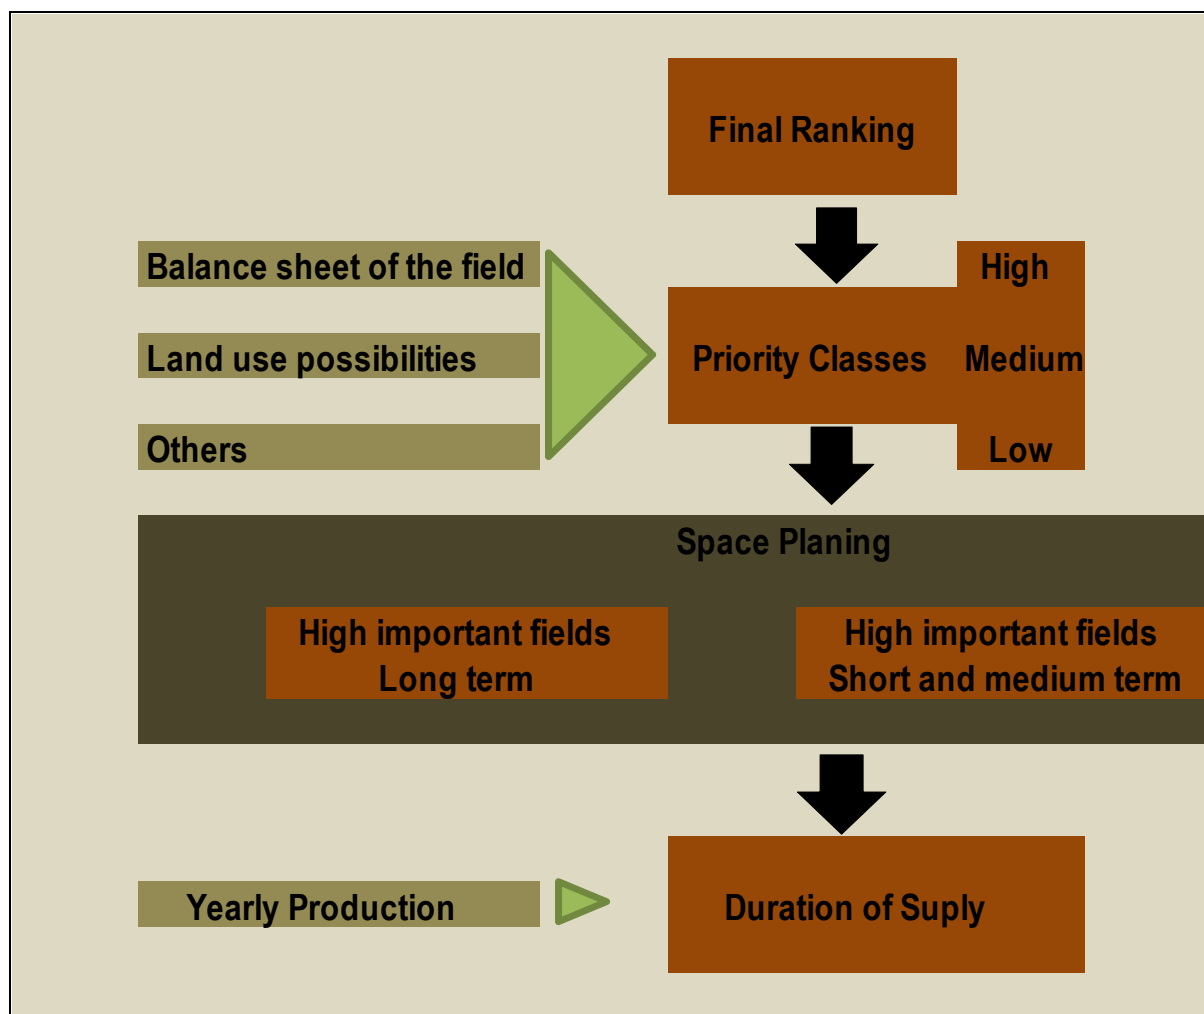 Final Ranking
Balance sheet of the field
High
Land use possibilities
Priority Classes
Medium
Others
Low
Space Planing
High important fields
Long term
High important fields
Short and medium term
Yearly Production
Duration of Suply